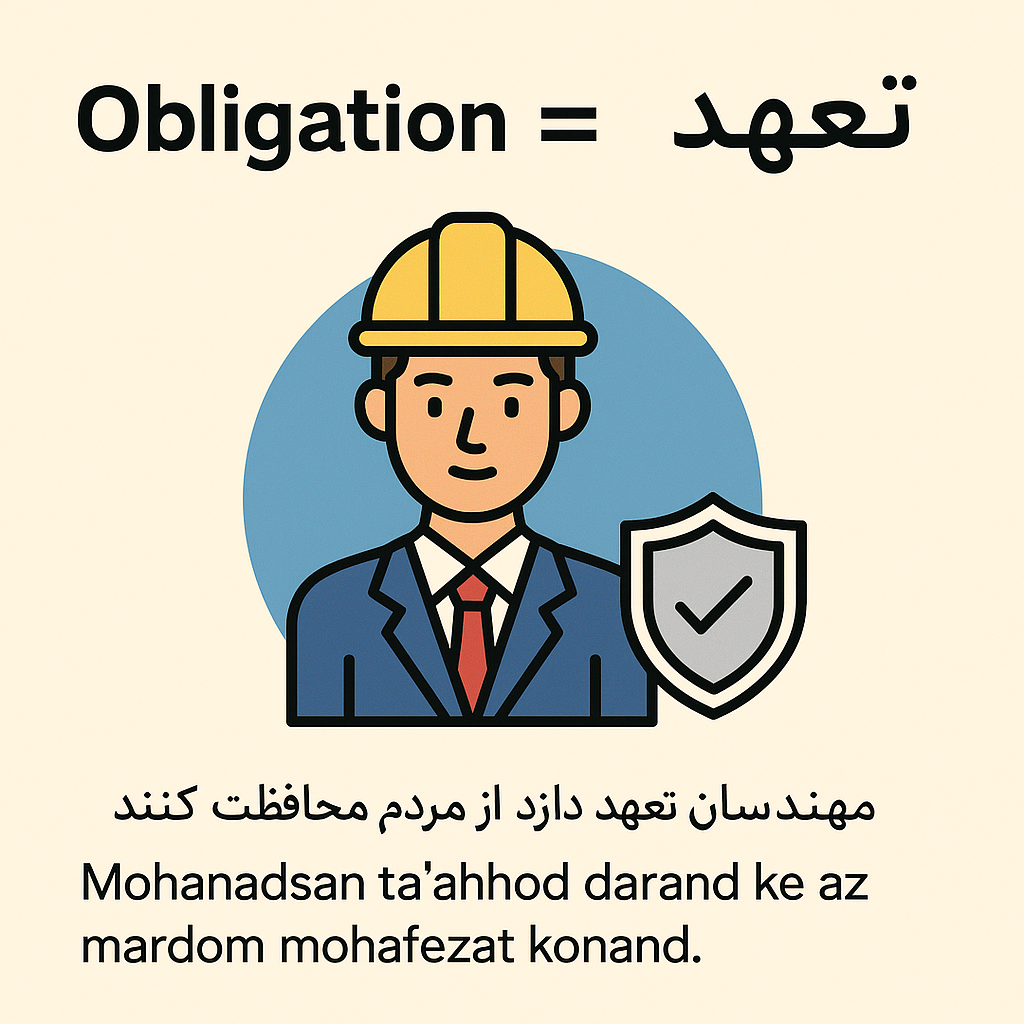 Obligation = تعهد
مهندسان تعهد دازد از مردم محافظت کنند
Mohanadsan ta'ahhod darand ke az
mardom mohafezat konand.